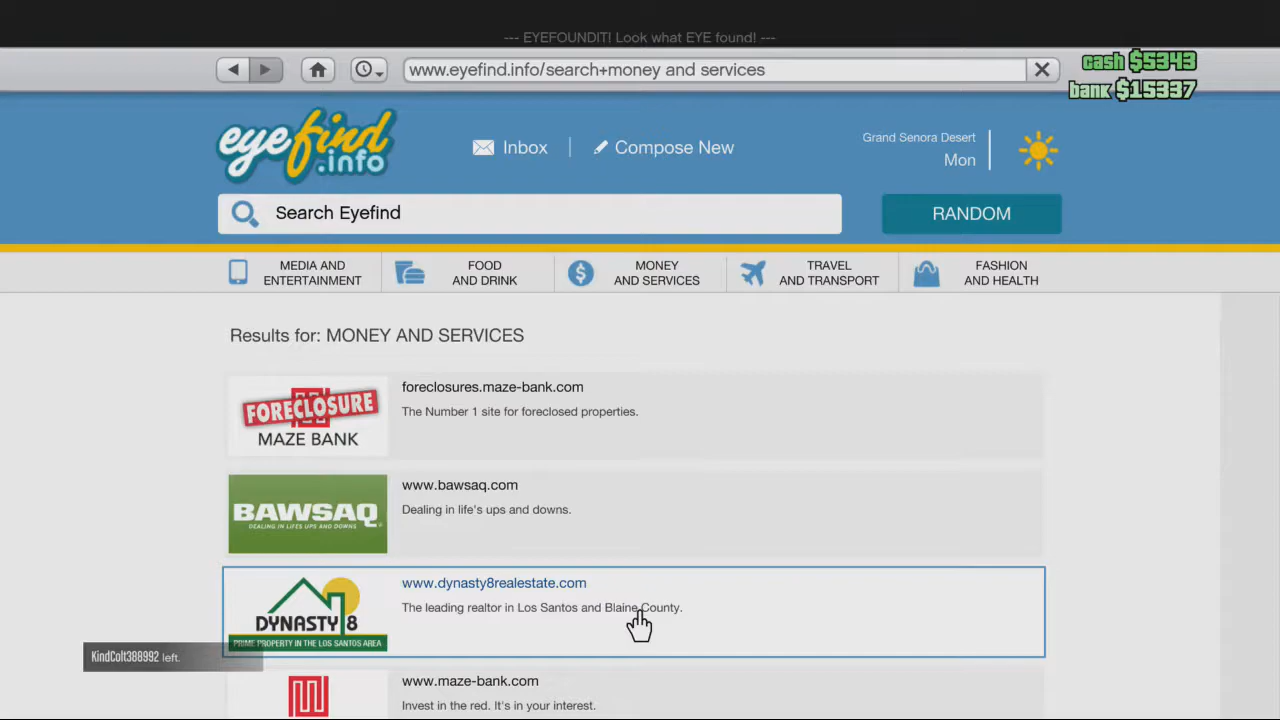 --- EYEFOUNDIT! Look what EYE found! ---
www.eyefind.info/search+money and services
cash $5343
bank $15337
eyefind
.info
Inbox
Compose New
Grand Senora Desert
Mon
Search Eyefind
RANDOM
MEDIA AND
ENTERTAINMENT
FOOD
AND DRINK
MONEY
AND SERVICES
TRAVEL
AND TRANSPORT
FASHION
AND HEALTH
Results for: MONEY AND SERVICES
FORECLOSURE
MAZE BANK
foreclosures.maze-bank.com
The Number 1 site for foreclosed properties.
BAWSAQ
DEALING IN LIFES UPS AND DOWNS
www.bawsaq.com
Dealing in life's ups and downs.
DYNASTY 8
PRIME PROPERTY IN THE LOS SANTOS AREA
www.dynasty8realestate.com
The leading realtor in Los Santos and Blaine County.
KindColt388992 left.
www.maze-bank.com
Invest in the red. It's in your interest.